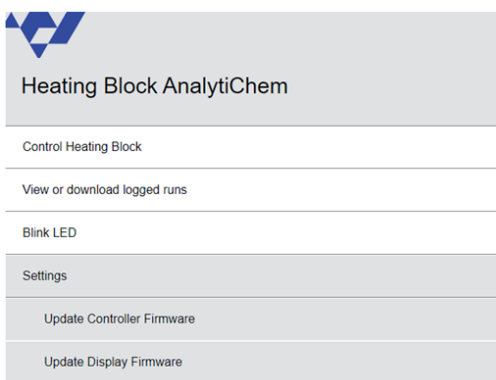 Heating Block AnalytiChem
Control Heating Block
View or download logged runs
Blink LED
Settings
Update Controller Firmware
Update Display Firmware